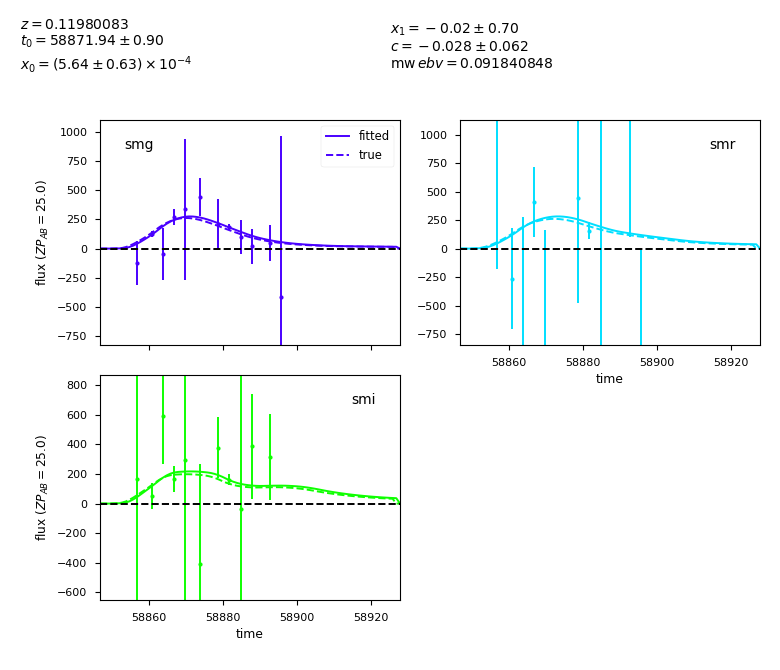 z = 0.11980083
t₀ = 58871.94 ± 0.90
x₀ = (5.64 ± 0.63) × 10⁻⁴
x₁ = −0.02 ± 0.70
c = −0.028 ± 0.062
mw ebv = 0.091840848
smg
fitted
true
1000
750
500
250
0
−250
−500
−750
flux (ZP_AB = 25.0)
smr
1000
750
500
250
0
−250
−500
−750
58860 58880 58900 58920
time
smi
800
600
400
200
0
−200
−400
−600
flux (ZP_AB = 25.0)
58860 58880 58900 58920
time